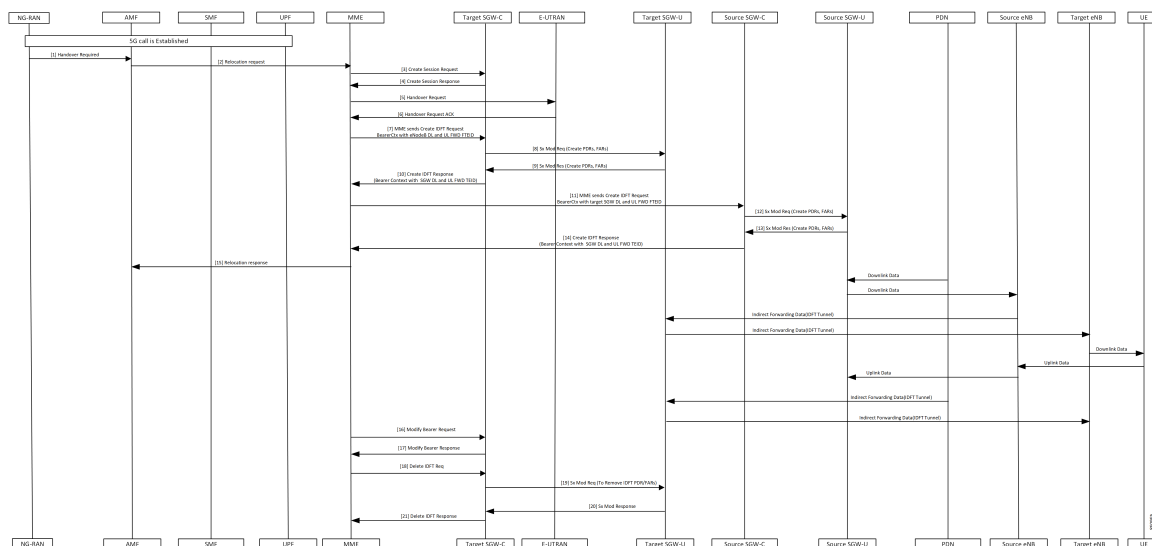 NG-RAN AMF SMF UPF MME Target SGW-C E-UTRAN Target SGW-U Source SGW-C Source SGW-U PDN Source eNB Target eNB UE
5G call is Established
[1] Handover Required
[2] Relocation request
[3] Create Session Request
[4] Create Session Response
[5] Handover Request
[6] Handover Request ACK
[7] MME sends Create IDFT Request
BearerCtx with eNodeB DL and UL FWD FTEID
[8] Sx Mod Req (Create PDRs, FARs)
[9] Sx Mod Res (Create PDRs, FARs)
[10] Create IDFT Response
(Bearer Context with SGW DL and UL FWD TEID)
[11] MME sends Create IDFT Request
BearerCtx with target SGW DL and UL FWD FTEID
[12] Sx Mod Req (Create PDRs, FARs)
[13] Sx Mod Res (Create PDRs, FARs)
[14] Create IDFT Response
(Bearer Context with SGW DL and UL FWD TEID)
[15] Relocation response
Downlink Data
Downlink Data
Indirect Forwarding Data(IDFT Tunnel)
Indirect Forwarding Data(IDFT Tunnel)
Downlink Data
Uplink Data
Uplink Data
Indirect Forwarding Data(IDFT Tunnel)
Indirect Forwarding Data(IDFT Tunnel)
[16] Modify Bearer Request
[17] Modify Bearer Response
[18] Delete IDFT Req
[19] Sx Mod Req (To Remove IDFT PDR/FARs)
[20] Sx Mod Response
[21] Delete IDFT Response
NG-RAN AMF SMF UPF MME Target SGW-C E-UTRAN Target SGW-U Source SGW-C Source SGW-U PDN Source eNB Target eNB UE